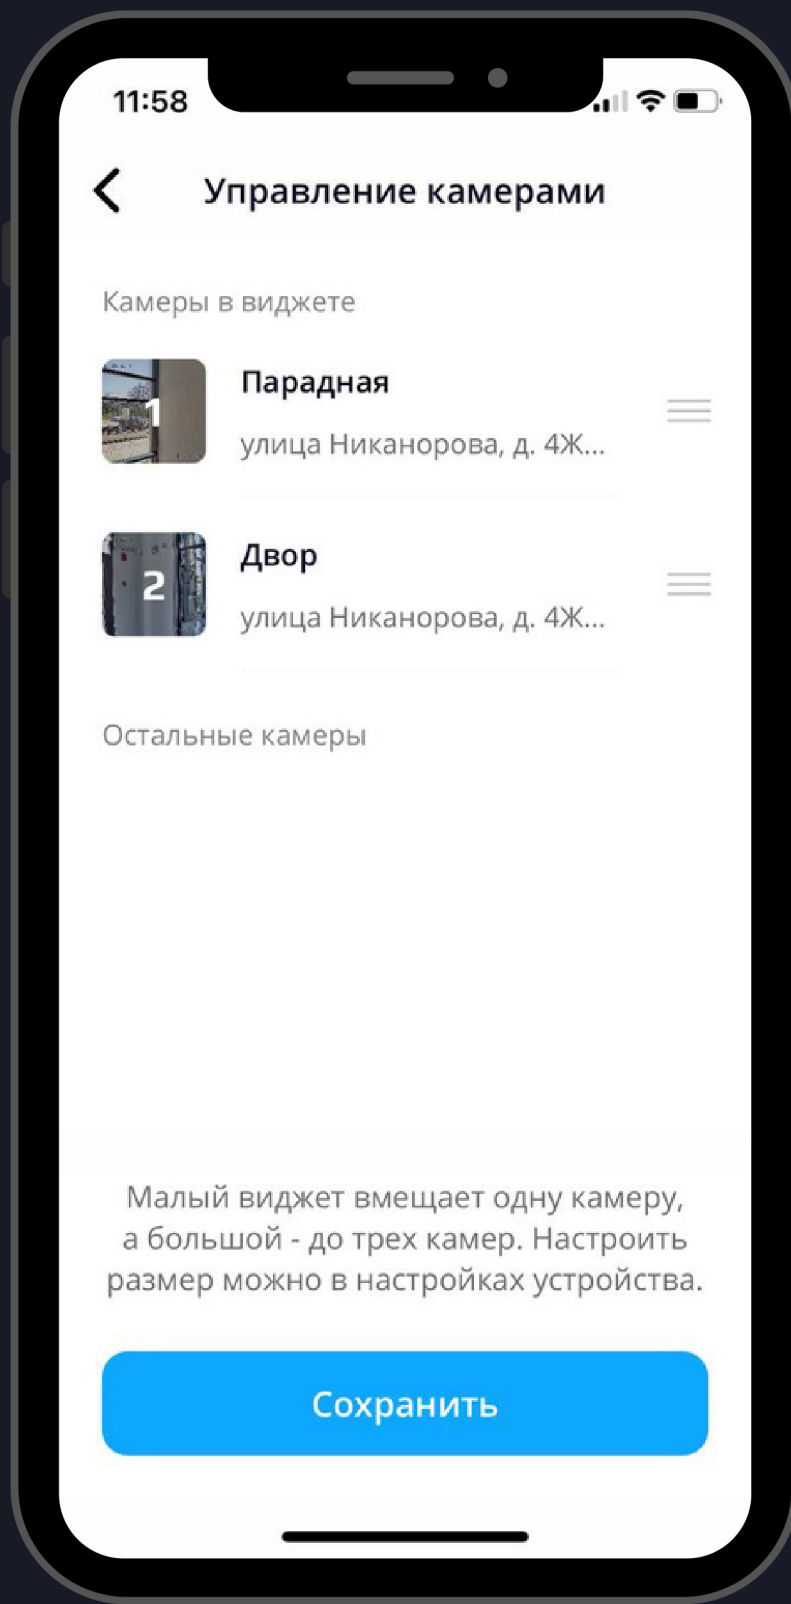 11:58
Управление камерами
Камеры в виджете
1
Парадная
улица Никанорова, д. 4Ж...
2
Двор
улица Никанорова, д. 4Ж...
Остальные камеры
Малый виджет вмещает одну камеру,
а большой - до трех камер. Настроить
размер можно в настройках устройства.
Сохранить